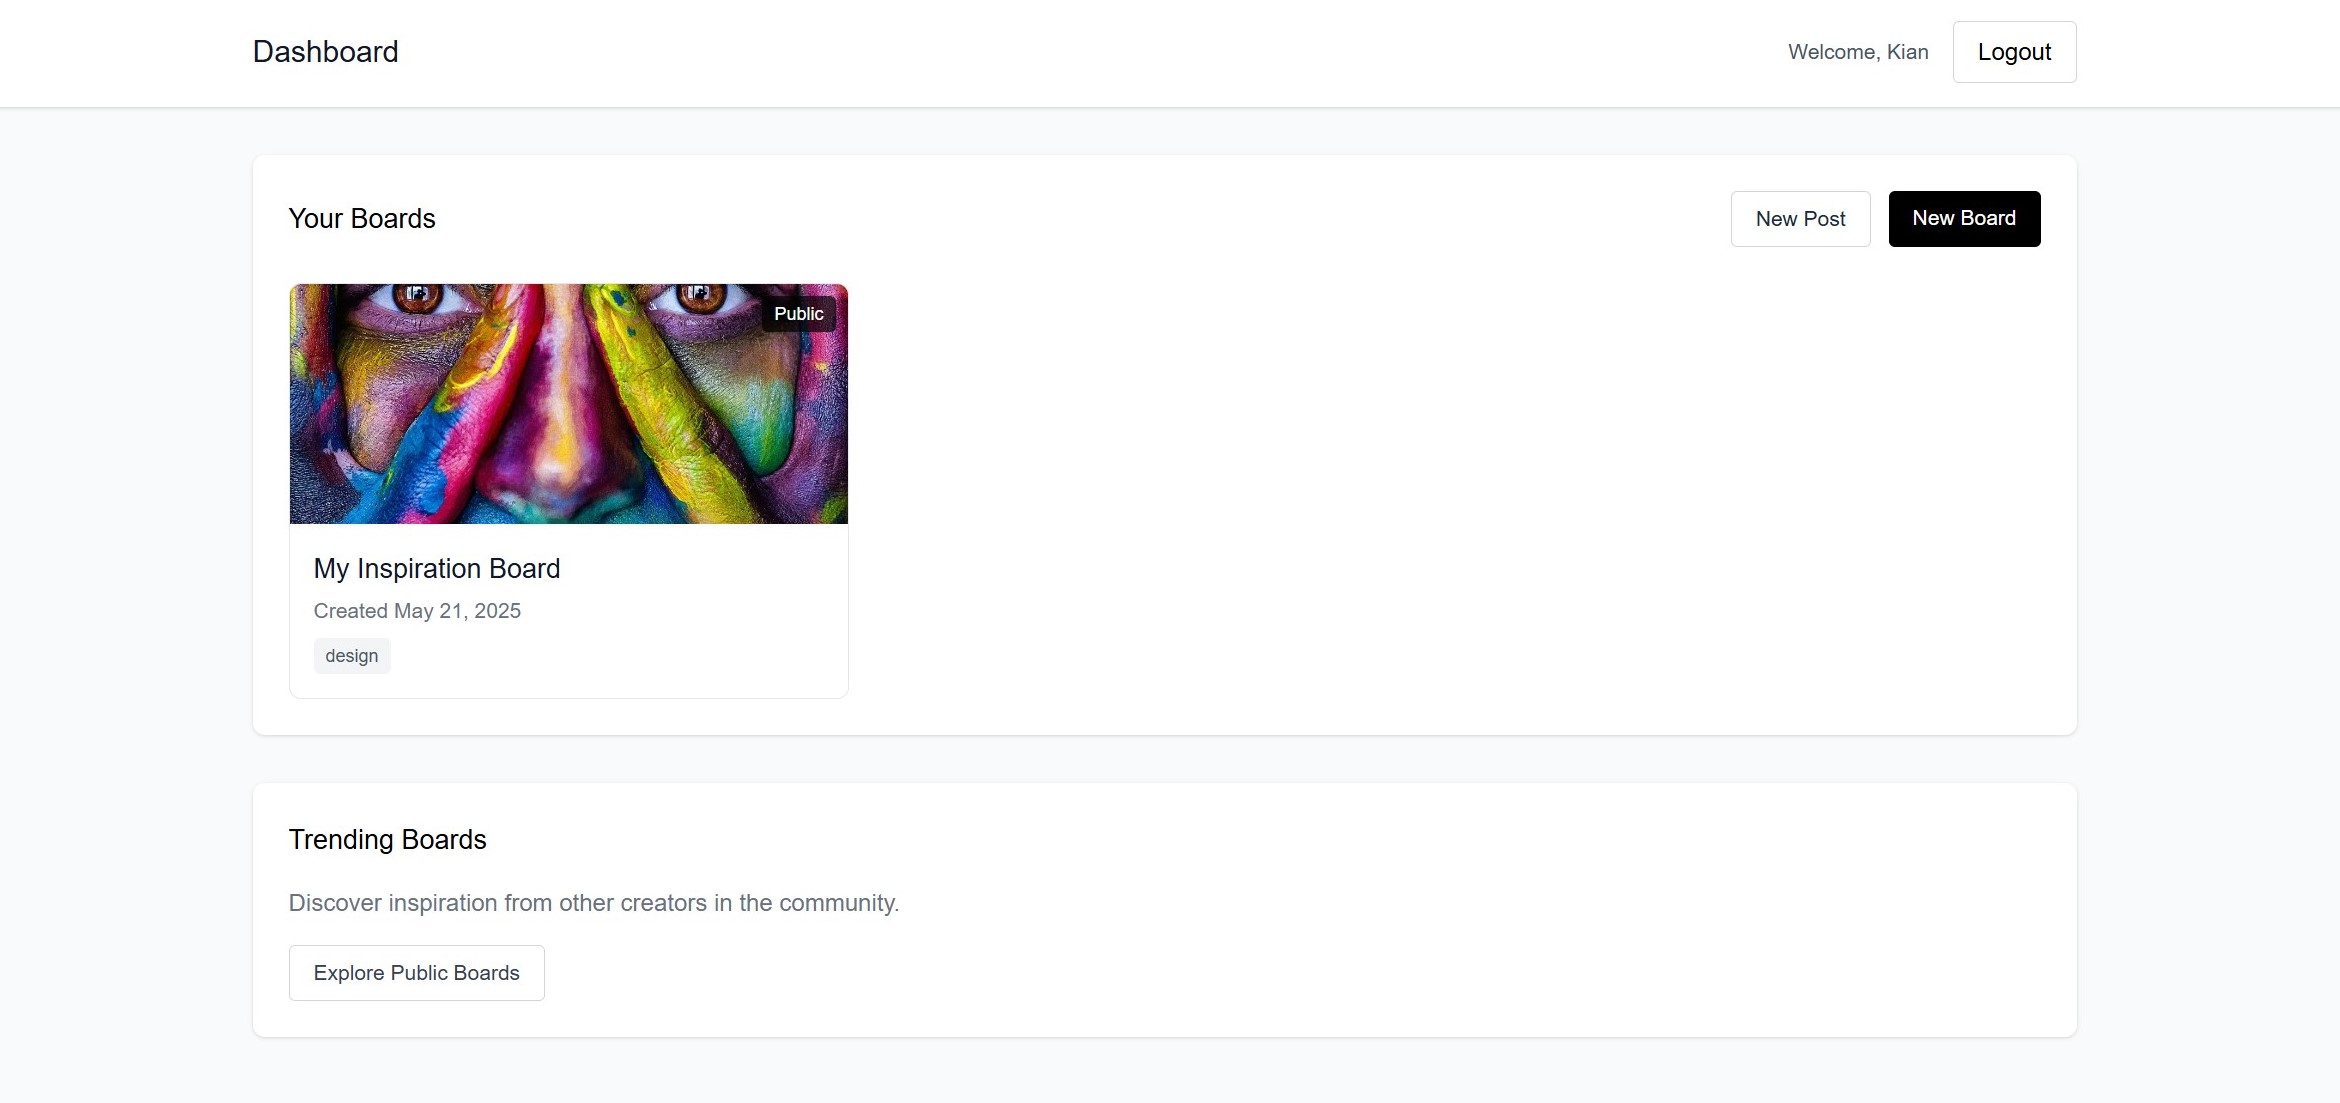 Dashboard
Welcome, Kian
Logout
Your Boards
New Post
New Board
Public
My Inspiration Board
Created May 21, 2025
design
Trending Boards
Discover inspiration from other creators in the community.
Explore Public Boards